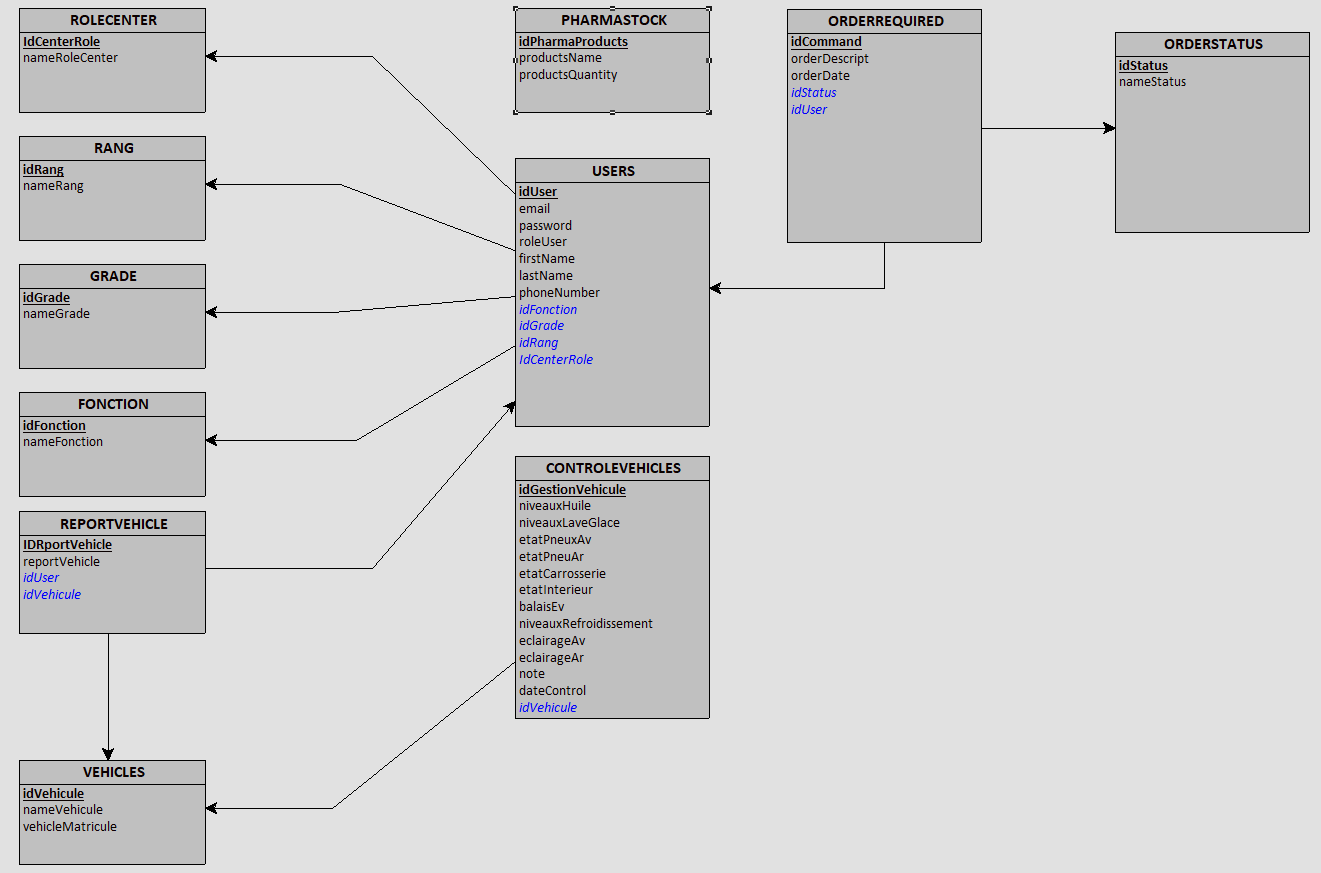 ROLECENTER
IdCenterRole
nameRoleCenter
PHARMASTOCK
idPharmaProducts
productsName
productsQuantity
ORDERREQUIRED
idCommand
orderDescript
orderDate
idStatus
idUser
ORDERSTATUS
idStatus
nameStatus
RANG
idRang
nameRang
USERS
idUser
email
password
roleUser
firstName
lastName
phoneNumber
idFonction
idGrade
idRang
IdCenterRole
GRADE
idGrade
nameGrade
FONCTION
idFonction
nameFonction
REPORTVEHICLE
IDRportVehicle
reportVehicle
idUser
idVehicule
CONTROLEVEHICLES
idGestionVehicule
niveauxHuile
niveauxLaveGlace
etatPneuxAv
etatPneuAr
etatCarrosserie
etatInterieur
balaisEv
niveauxRefroidissement
eclairageAv
eclairageAr
note
dateControl
idVehicule
VEHICLES
idVehicule
nameVehicule
vehicleMatricule